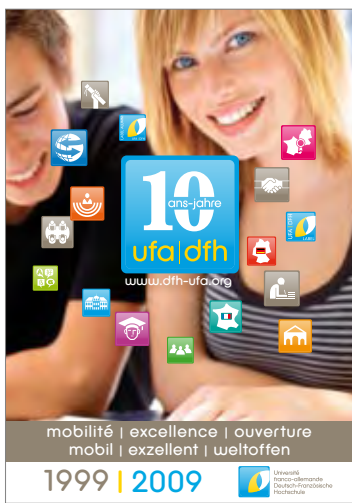 10
ans-jahre
ufa|dfh
www.dfh-ufa.org
mobilité | excellence | ouverture
mobil | exzellent | weltoffen
1999 | 2009
Université
franco-allemande
Deutsch-Französische
Hochschule